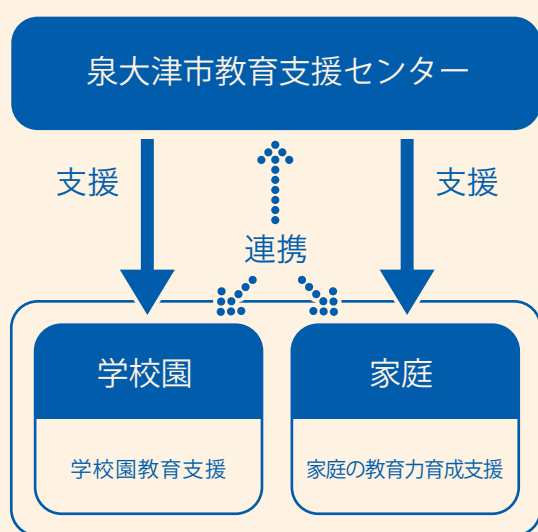 泉大津市教育支援センター
支援
支援
連携
学校園
家庭
学校園教育支援
家庭の教育力育成支援